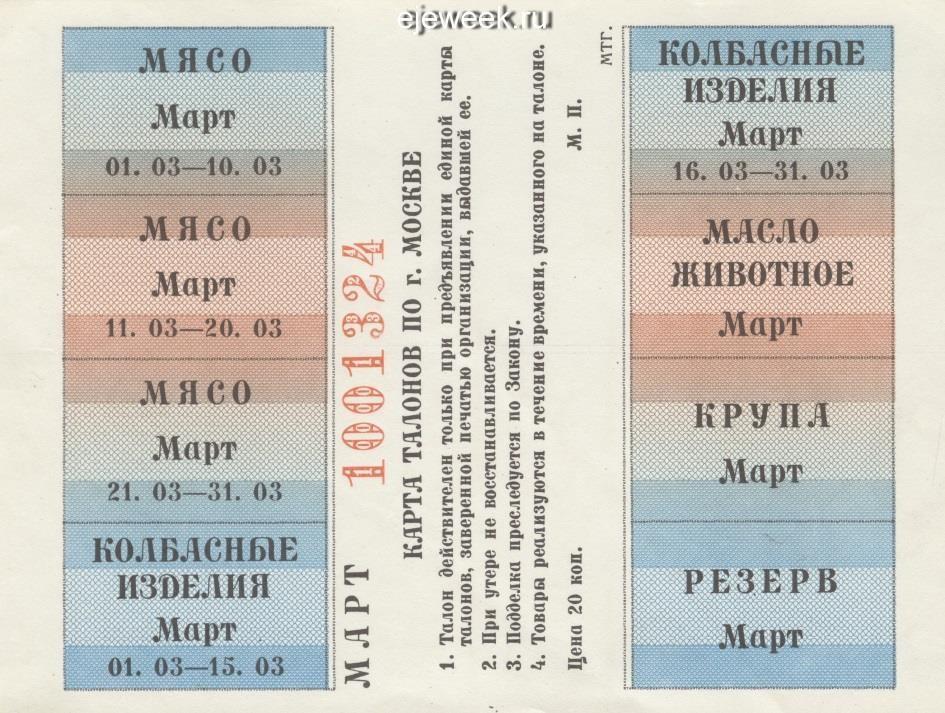 ejeweek.ru
МЯСО
Март
01. 03—10. 03
МЯСО
Март
11. 03—20. 03
МЯСО
Март
21. 03—31. 03
КОЛБАСНЫЕ
ИЗДЕЛИЯ
Март
01. 03—15. 03
МАРТ
1001324
КАРТА ТАЛОНОВ ПО г. МОСКВЕ
1. Талон действителен только при предъявлении единой карты
талонов, заверенной печатью организации, выдавшей ее.
2. При утере не восстанавливается.
3. Подделка преследуется по Закону.
4. Товары реализуются в течение времени, указанного на талоне.
Цена 20 коп.
М. П.
МТГ.
КОЛБАСНЫЕ
ИЗДЕЛИЯ
Март
16. 03—31. 03
МАСЛО
ЖИВОТНОЕ
Март
КРУПА
Март
РЕЗЕРВ
Март